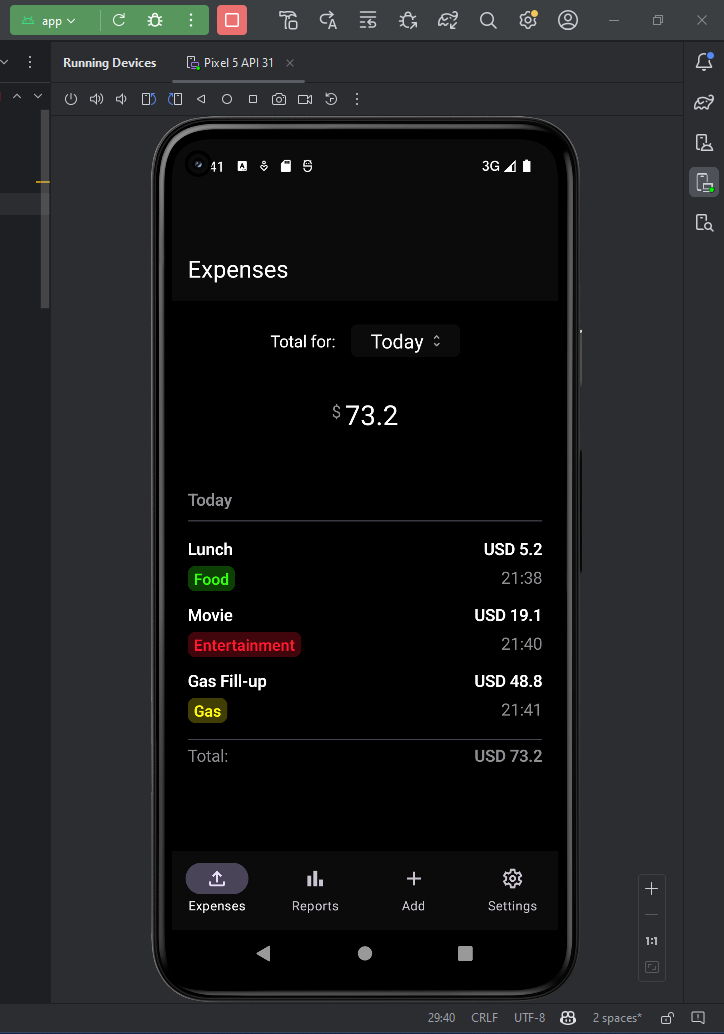 app
Running Devices
Pixel 5 API 31
41
3G
Expenses
Total for:
Today
$ 73.2
Today
Lunch USD 5.2
Food 21:38
Movie USD 19.1
Entertainment 21:40
Gas Fill-up USD 48.8
Gas 21:41
Total: USD 73.2
Expenses Reports Add Settings
1:1
29:40 CRLF UTF-8 2 spaces*